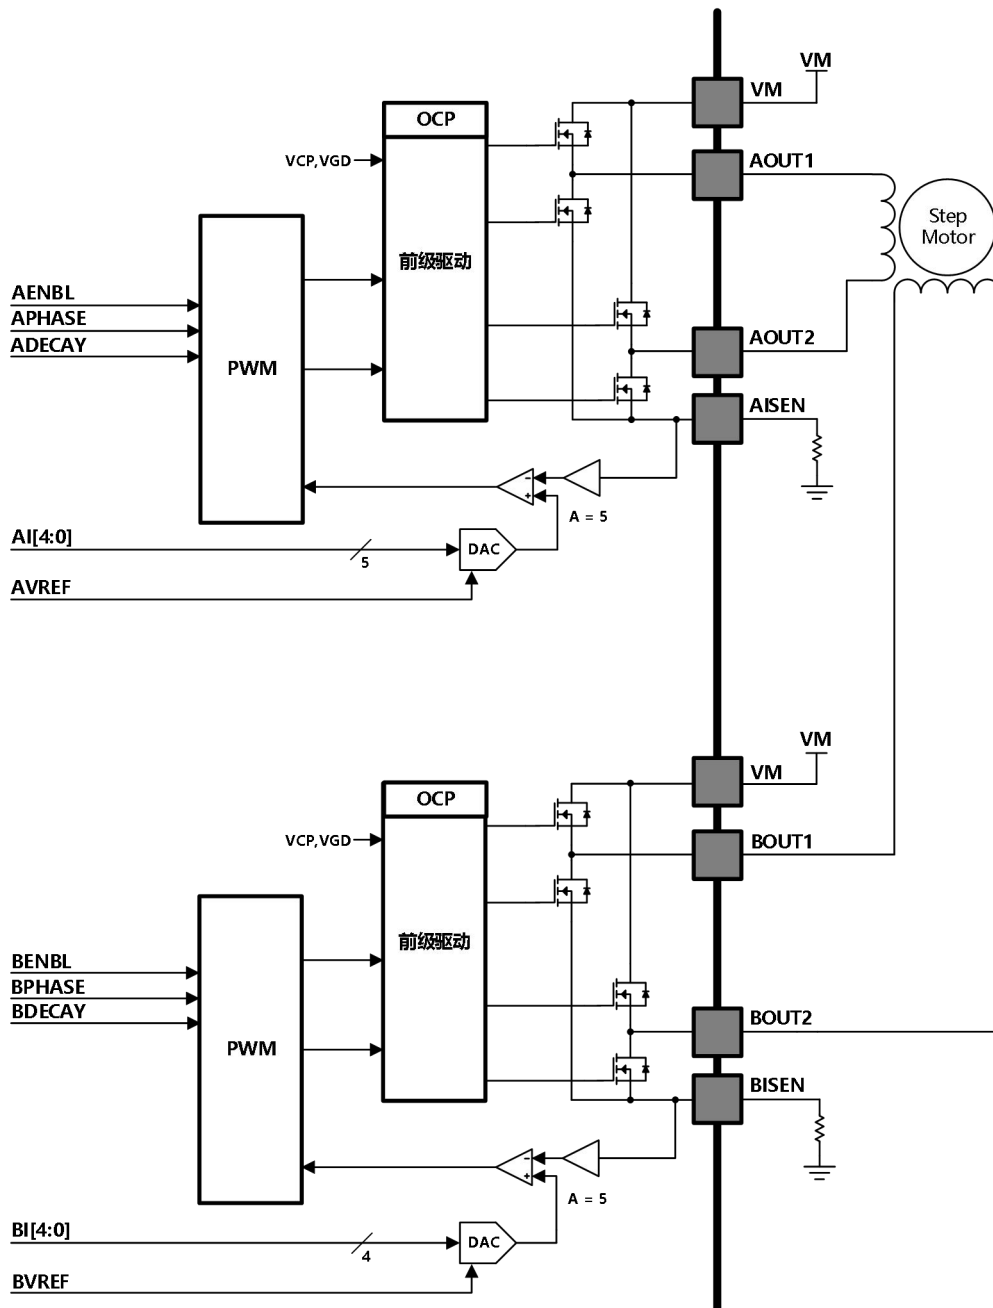 VM
VM
OCP
AOUT1
VCP,VGD
Step
Motor
前级驱动
AENBL
APHASE
ADECAY
AOUT2
PWM
AISEN
-
+
A = 5
AI[4:0]
5
DAC
AVREF
VM
VM
OCP
BOUT1
VCP,VGD
前级驱动
BENBL
BPHASE
BDECAY
BOUT2
PWM
BISEN
-
+
A = 5
BI[4:0]
4
DAC
BVREF